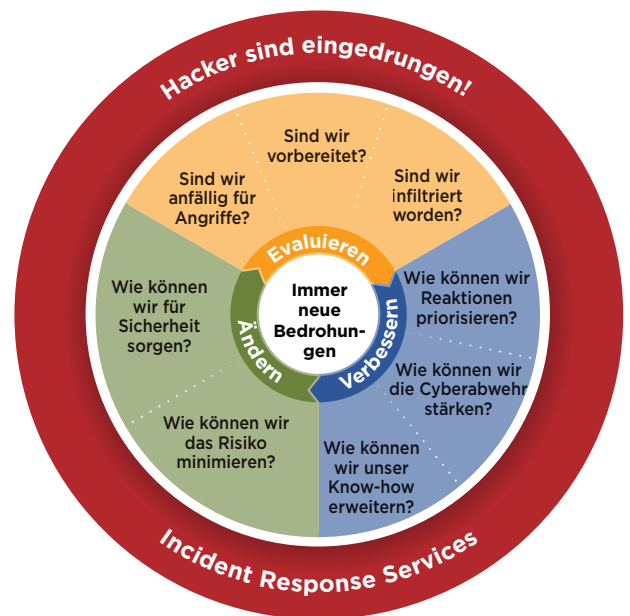 Hacker sind eingedrungen!
Sind wir
vorbereitet?
Sind wir
anfällig für
Angriffe?
Sind wir
infiltriert
worden?
Evaluieren
Wie können wir
Reaktionen
priorisieren?
Wie können wir
die Cyberabwehr
stärken?
Wie können
wir unser
Know-how
erweitern?
Verbessern
Wie können wir
das Risiko
minimieren?
Wie können
wir für
Sicherheit
sorgen?
Ändern
Immer
neue
Bedrohun-
gen
Incident Response Services